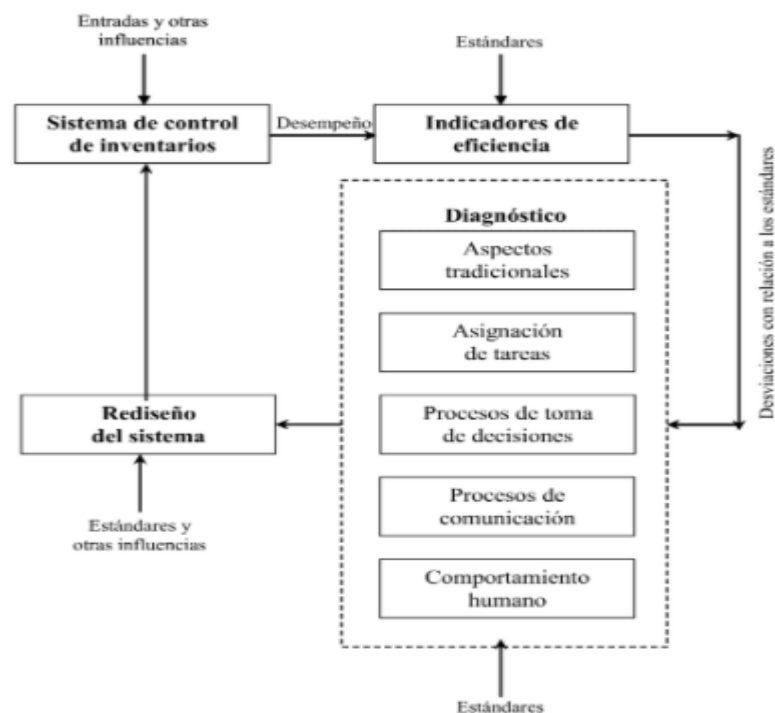 Entradas y otras
influencias
Estándares
Sistema de control
de inventarios
Desempeño
Indicadores de
eficiencia
Desviaciones con relación a los estándares
Diagnóstico
Aspectos
tradicionales
Asignación
de tareas
Procesos de toma
de decisiones
Procesos de
comunicación
Comportamiento
humano
Rediseño
del sistema
Estándares y
otras influencias
Estándares